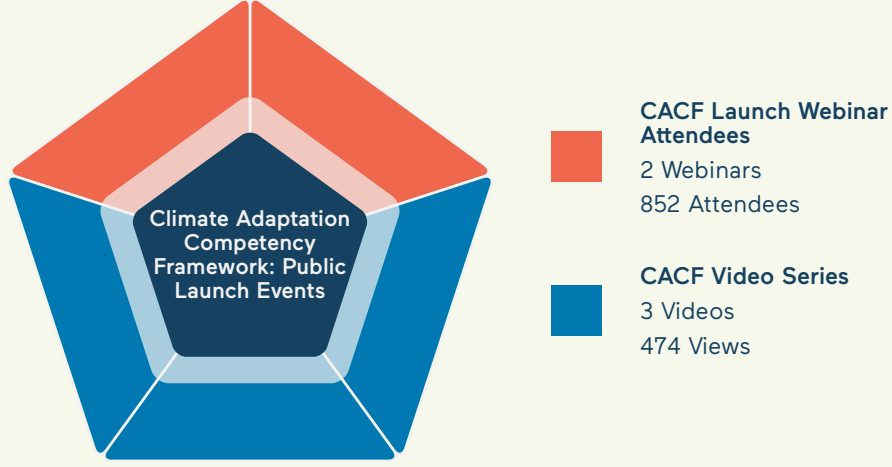 Climate Adaptation
Competency
Framework: Public
Launch Events
CACF Launch Webinar
Attendees
2 Webinars
852 Attendees
CACF Video Series
3 Videos
474 Views